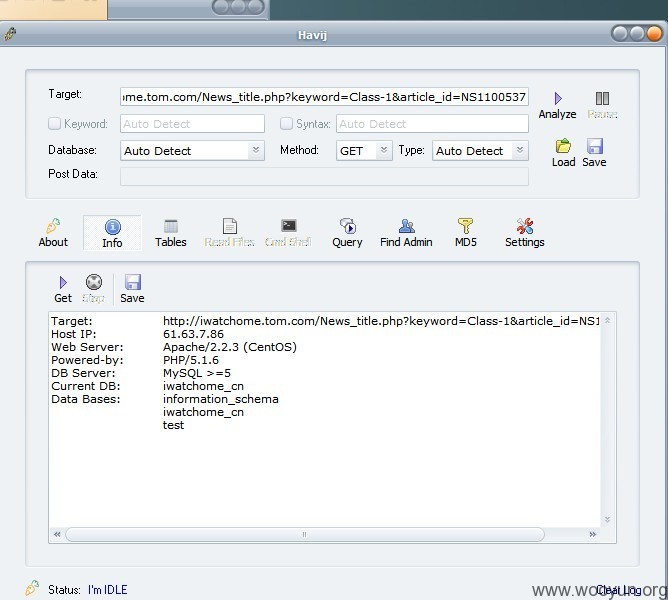 Havij
Target: ome.tom.com/News_title.php?keyword=Class-1&article_id=NS1100537
Analyze Pause
Keyword: Auto Detect Syntax: Auto Detect
Database: Auto Detect Method: GET Type: Auto Detect
Load Save
Post Data:
About Info Tables Read Files Cmd Shell Query Find Admin MD5 Settings
Get Stop Save
Target: http://iwatchome.tom.com/News_title.php?keyword=Class-1&article_id=NS1
Host IP: 61.63.7.86
Web Server: Apache/2.2.3 (CentOS)
Powered-by: PHP/5.1.6
DB Server: MySQL >=5
Current DB: iwatchome_cn
Data Bases: information_schema
iwatchome_cn
test
Status: I'm IDLE Clear Log
www.wooyun.org